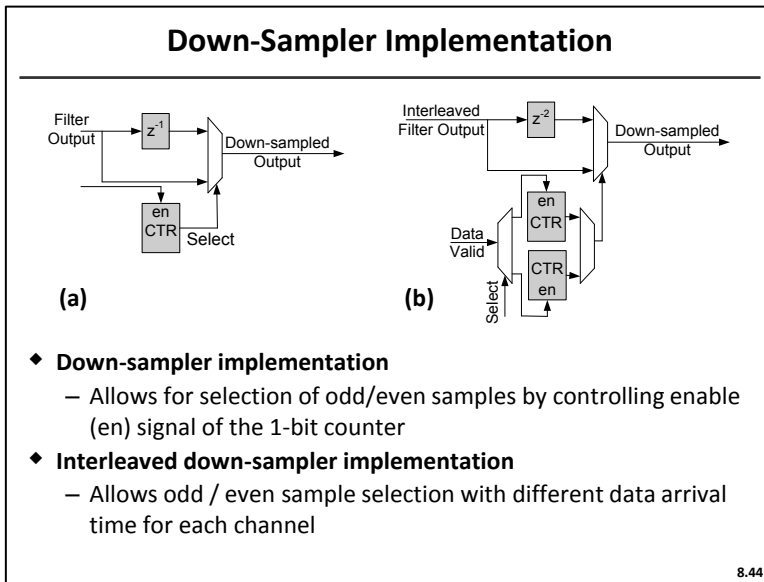 Down-Sampler Implementation
Filter
Output
z-1
Down-sampled
Output
en
CTR
Select
(a)
Interleaved
Filter Output
z-2
Down-sampled
Output
en
CTR
Data
Valid
CTR
en
Select
(b)
◆ Down-sampler implementation
– Allows for selection of odd/even samples by controlling enable
(en) signal of the 1-bit counter
◆ Interleaved down-sampler implementation
– Allows odd / even sample selection with different data arrival
time for each channel
8.44